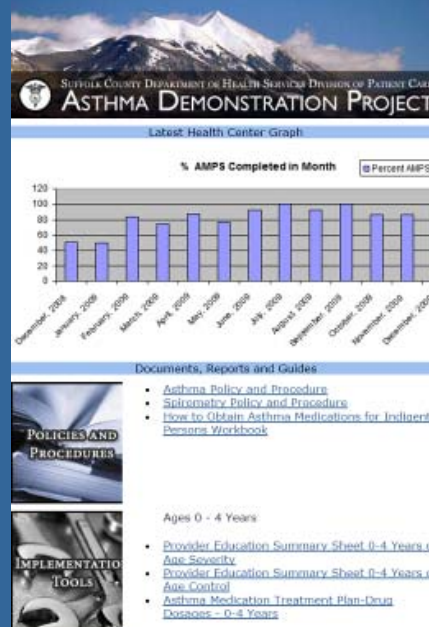 SUFFOLK COUNTY DEPARTMENT OF HEALTH SERVICES DIVISION OF PATIENT CARE
ASTHMA DEMONSTRATION PROJECT
Latest Health Center Graph
% AMPS Completed in Month
Percent AMPS
120
100
80
60
40
20
0
December, 2008
January, 2009
February, 2009
March, 2009
April, 2009
May, 2009
June, 2009
July, 2009
August, 2009
September, 2009
October, 2009
November, 2009
December, 2009
Documents, Reports and Guides
POLICIES AND
PROCEDURES
• Asthma Policy and Procedure
• Spirometry Policy and Procedure
• How to Obtain Asthma Medications for Indigent
Persons Workbook
IMPLEMENTATIO
TOOLS
Ages 0 - 4 Years
• Provider Education Summary Sheet 0-4 Years o
Age Severity
• Provider Education Summary Sheet 0-4 Years o
Age Control
• Asthma Medication Treatment Plan-Drug
Dosages - 0-4 Years